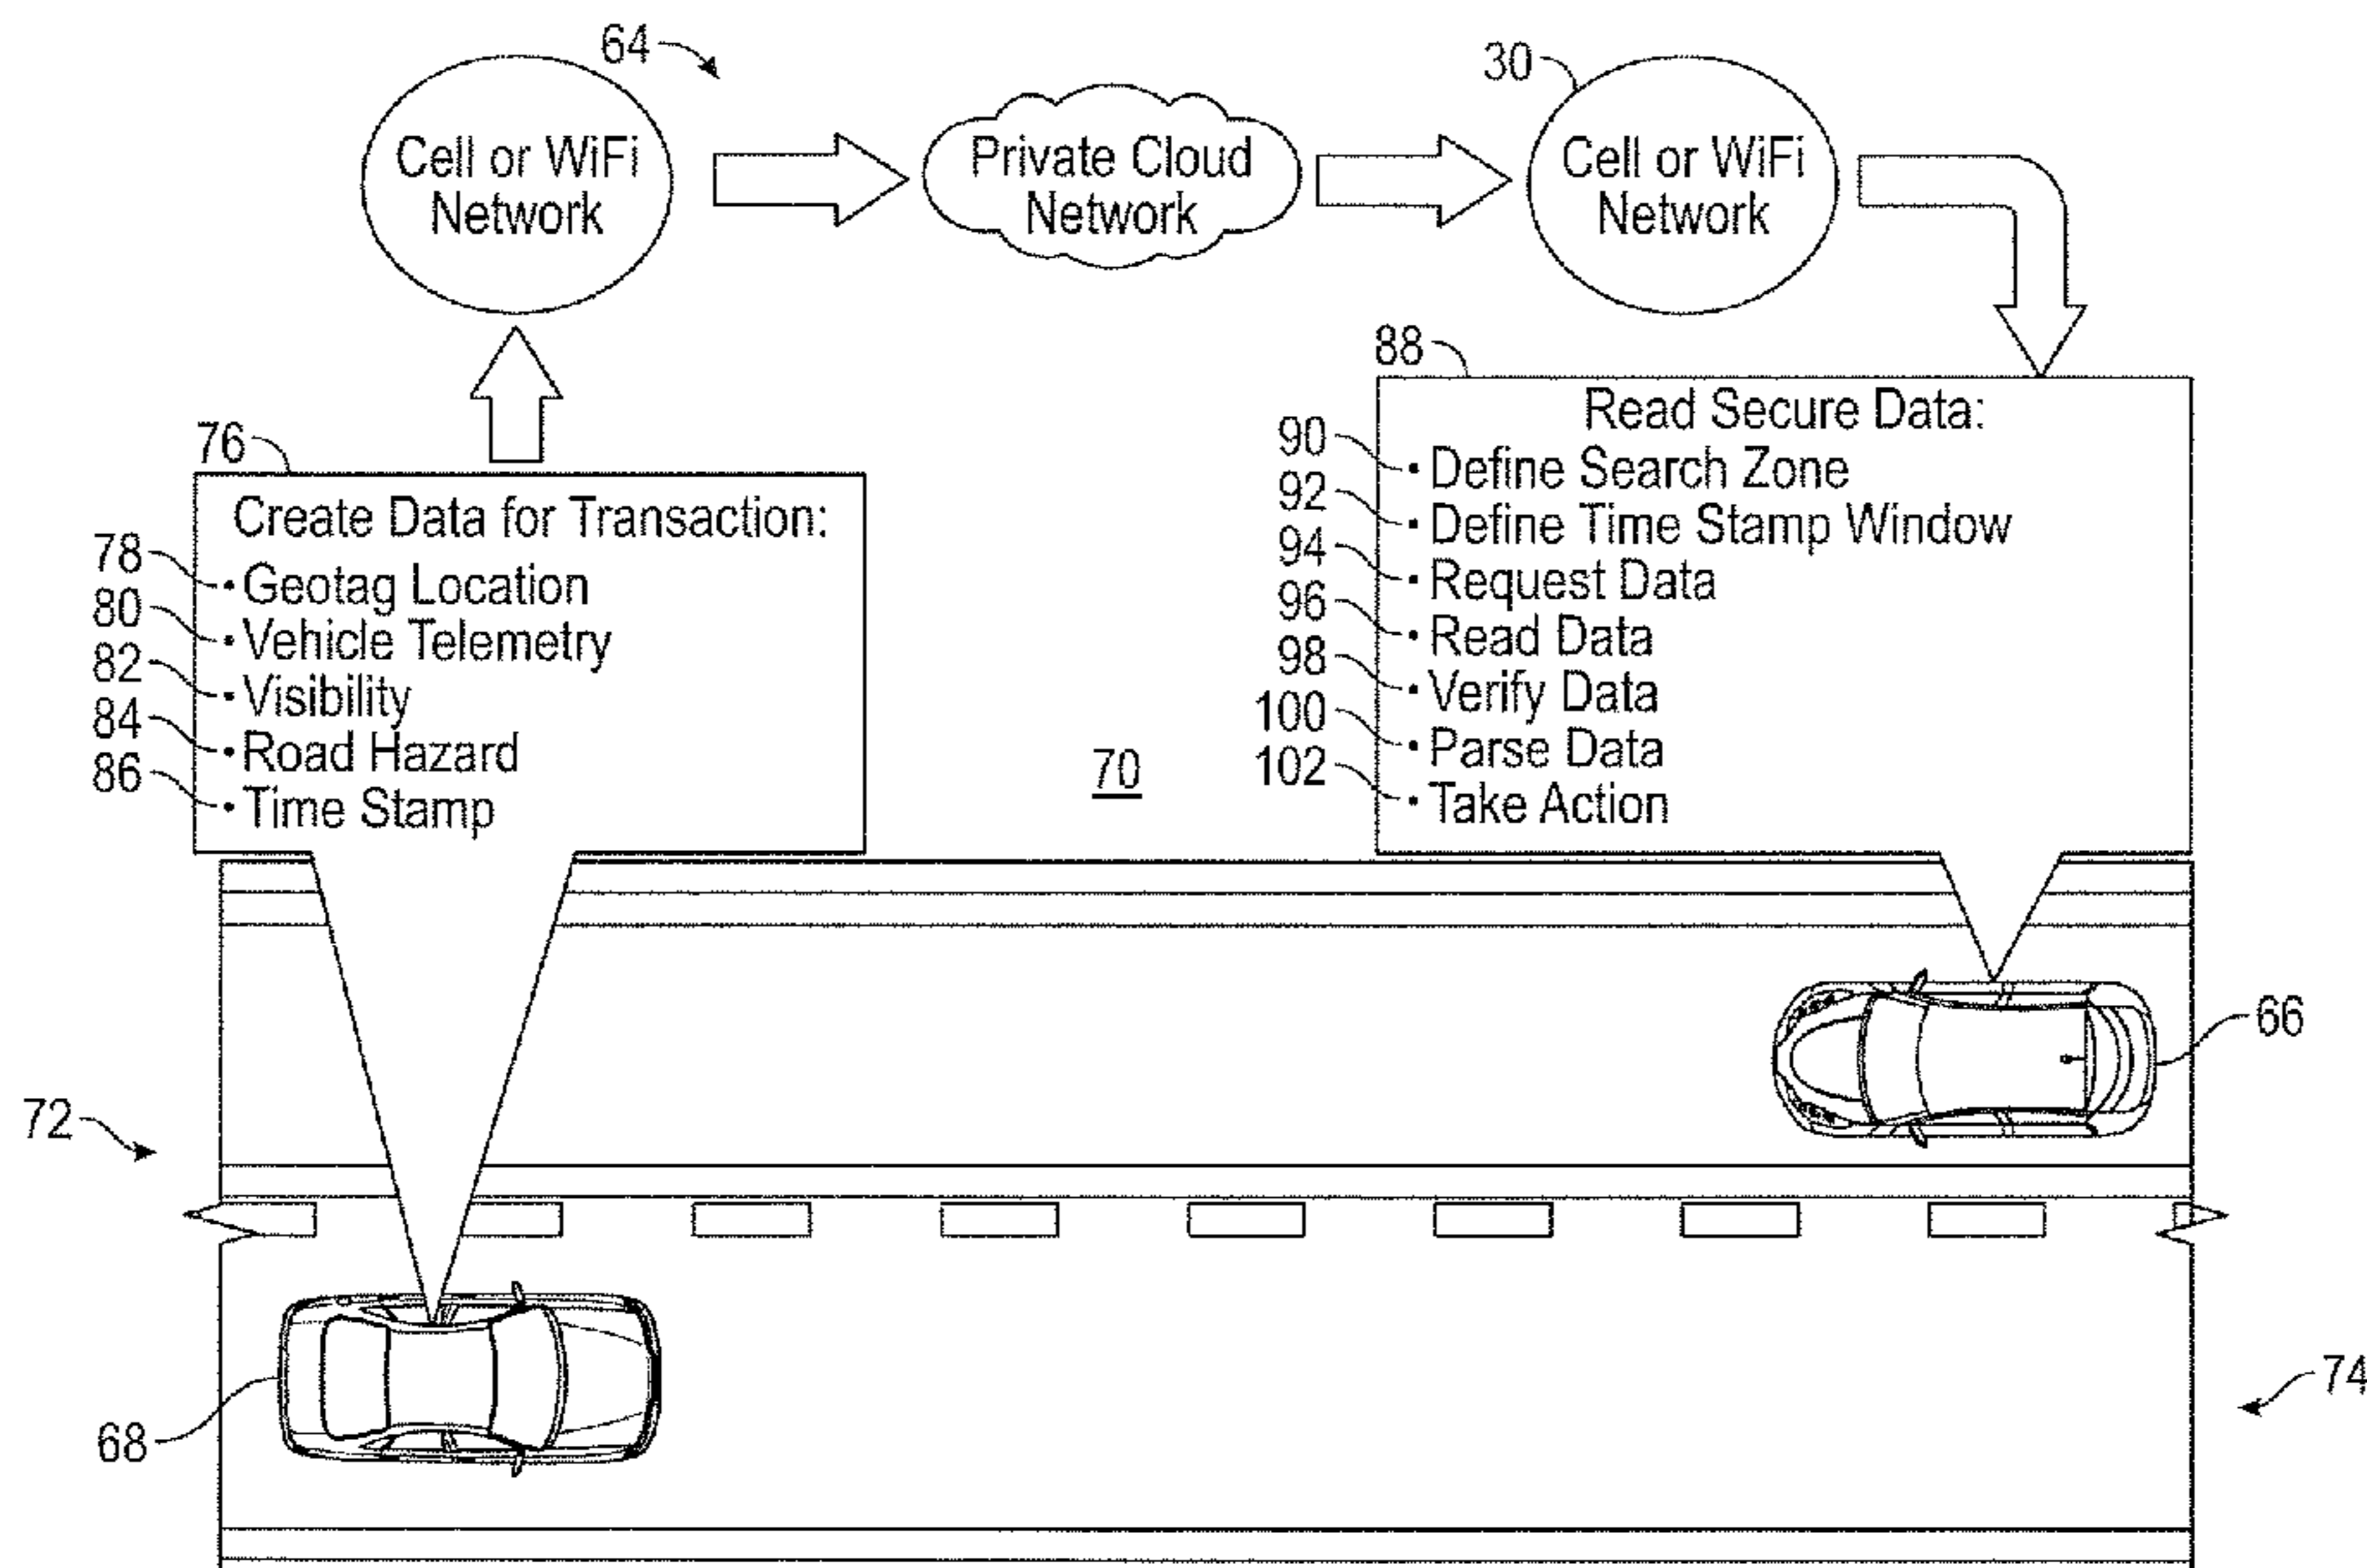 64
30
Cell or WiFi
Network
Private Cloud
Network
Cell or WiFi
Network
76
Create Data for Transaction:
78 • Geotag Location
80 • Vehicle Telemetry
82 • Visibility
84 • Road Hazard
86 • Time Stamp
88
Read Secure Data:
90 • Define Search Zone
92 • Define Time Stamp Window
94 • Request Data
96 • Read Data
98 • Verify Data
100 • Parse Data
102 • Take Action
70
66
72
74
68